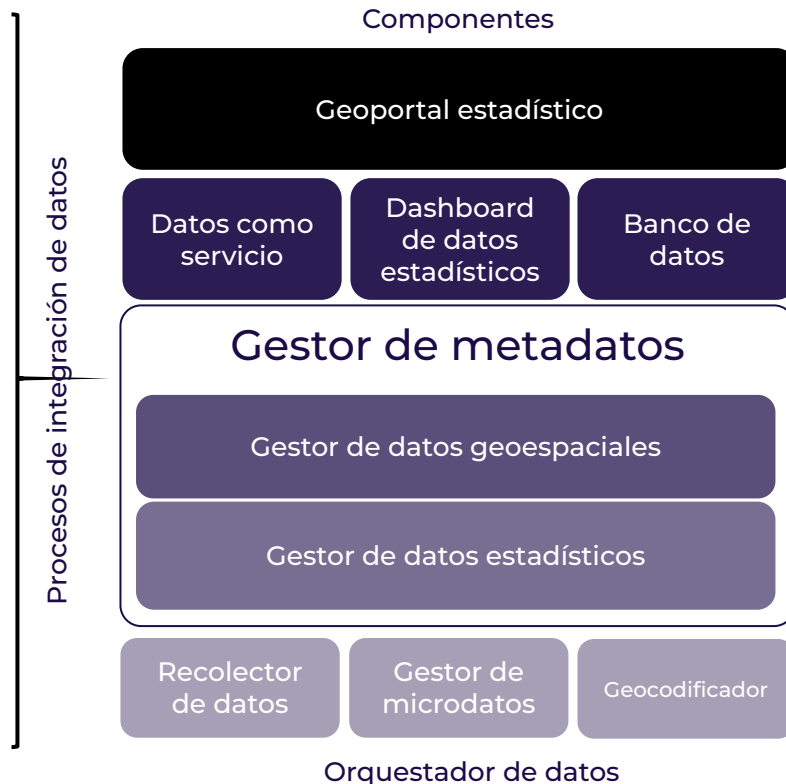 Componentes
Geoportal estadístico
Procesos de integración de datos
Datos como
servicio
Dashboard
de datos
estadísticos
Banco de
datos
Gestor de metadatos
Gestor de datos geoespaciales
Gestor de datos estadísticos
Recolector
de datos
Gestor de
microdatos
Geocodificador
Orquestador de datos